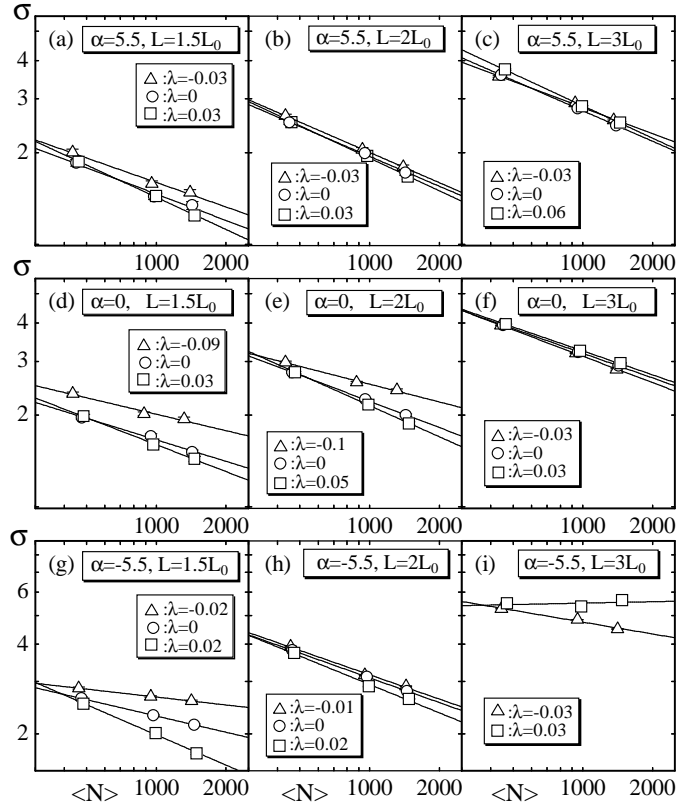 σ
(a) α=5.5, L=1.5L₀
△ :λ=-0.03
○ :λ=0
□ :λ=0.03
(b) α=5.5, L=2L₀
△ :λ=-0.03
○ :λ=0
□ :λ=0.03
(c) α=5.5, L=3L₀
△ :λ=-0.03
○ :λ=0
□ :λ=0.06
3
2
1000 2000 1000 2000 1000 2000
σ
(d) α=0, L=1.5L₀
△ :λ=-0.09
○ :λ=0
□ :λ=0.03
(e) α=0, L=2L₀
△ :λ=-0.1
○ :λ=0
□ :λ=0.05
(f) α=0, L=3L₀
△ :λ=-0.03
○ :λ=0
□ :λ=0.03
4
3
2
1000 2000 1000 2000 1000 2000
σ
(g) α=-5.5, L=1.5L₀
△ :λ=-0.02
○ :λ=0
□ :λ=0.02
(h) α=-5.5, L=2L₀
△ :λ=-0.01
○ :λ=0
□ :λ=0.02
(i) α=-5.5, L=3L₀
△ :λ=-0.03
□ :λ=0.03
6
4
2
1000 2000 1000 2000 1000 2000
<N> <N> <N>